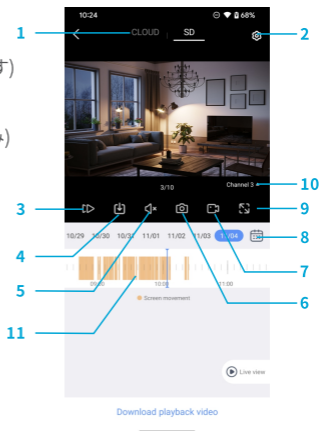 10:24
68%
1
CLOUD
SD
2
す)
み)
3/10
Channel 3
10
3
9
10/29 10/30 10/31 11/01 11/02 11/03 11/04
8
4
7
5
6
09:00 10:00 11:00
11
Screen movement
Live view
Download playback video